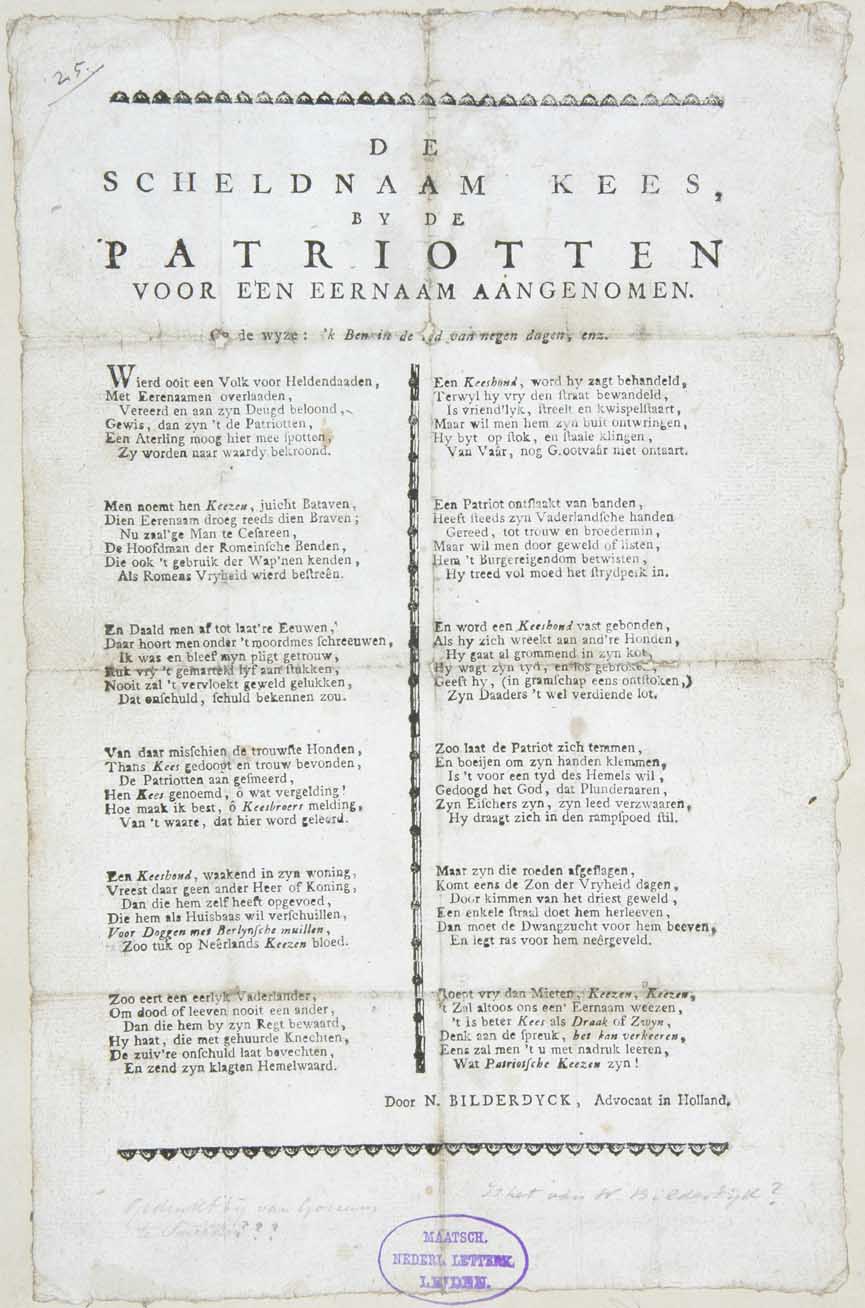 25.
DE
SCHELDNAAM KEES,
BY DE
PATRIOTTEN
VOOR EEN EERNAAM AANGENOMEN.
de wyze: 'k Ben in de van negen dagen, enz.
Wierd ooit een Volk voor Heldendaaden,
Met Eerenaamen overlaaden,
Vereerd en aan zyn Deugd beloond,
Gewis, dan zyn 't de Patriotten,
Een Aterling moog hier mee ſpotten,
Zy worden naar waardy bekroond.
Men noemt hen Keezen, juicht Bataven,
Dien Eerenaam droeg reeds dien Braven;
Nu zaal'ge Man te Ceſareen,
De Hoofdman der Romeinſche Benden,
Die ook 't gebruik der Wap'nen kenden,
Als Romens Vryheid wierd beſtreên.
En Daald men af tot laat're Eeuwen,
Daar hoort men onder 't moordmes ſchreeuwen,
Ik was en bleef myn pligt getrouw,
Ruk vry 't gemarteld lyf aan ſtukken,
Nooit zal 't vervloekt geweld gelukken,
Dat onſchuld, ſchuld bekennen zou.
Van daar misſchien de trouwſte Honden,
Thans Kees gedoopt en trouw bevonden,
De Patriotten aan geſmeerd,
Hen Kees genoemd, ô wat vergelding!
Hoe maak ik best, ô Keesbroers melding,
Van 't waare, dat hier word geleerd.
Een Keeshond, waakend in zyn woning,
Vreest daar geen ander Heer of Koning,
Dan die hem zelf heeft opgevoed,
Die hem als Huisbaas wil verſchuillen,
Voor Doggen met Berlynſche muillen,
Zoo tuk op Neêrlands Keezen bloed.
Zoo eert een eerlyk Vaderlander,
Om dood of leeven nooit een ander,
Dan die hem by zyn Regt bewaard,
Hy haat, die met gehuurde Knechten,
De zuiv're onſchuld laat bevechten,
En zend zyn klagten Hemelwaard.
Een Keeshond, word hy zagt behandeld,
Terwyl hy vry den ſtraat bewandeld,
Is vriend'lyk, ſtreelt en kwispelſtaart,
Maar wil men hem zyn buit ontwringen,
Hy byt op ſtok, en ſtaale klingen,
Van Vaâr, nog Grootvaâr niet ontaart.
Een Patriot ontſlaakt van banden,
Heeft ſteeds zyn Vaderlandſche handen
Gereed, tot trouw en broedermin,
Maar wil men door geweld of listen,
Hem 't Burgereigendom betwisten,
Hy treed vol moed het ſtrydperk in.
En word een Keeshond vast gebonden,
Als hy zich wreekt aan and're Honden,
Hy gaat al grommend in zyn kot,
Hy wagt zyn tyd, en los gebroken,
Geeft hy, (in gramſchap eens ontſtoken,)
Zyn Daaders 't wel verdiende lot.
Zoo laat de Patriot zich temmen,
En boeijen om zyn handen klemmen,
Is 't voor een tyd des Hemels wil,
Gedoogd het God, dat Plunderaaren,
Zyn Eiſchers zyn, zyn leed verzwaaren,
Hy draagt zich in den rampſpoed ſtil.
Maar zyn die roeden afgeſlagen,
Komt eens de Zon der Vryheid dagen,
Door kimmen van het driest geweld,
Een enkele ſtraal doet hem herleeven,
Dan moet de Dwangzucht voor hem beeven,
En legt ras voor hem neêrgeveld.
Roept vry dan Mieten, Keezen, Keezen,
't Zal altoos ons een' Eernaam weezen,
't is beter Kees als Draak of Zwyn,
Denk aan de ſpreuk, het kan verkeeren,
Eens zal men 't u met nadruk leeren,
Wat Patriotſche Keezen zyn!
Door N. BILDERDYCK, Advocaat in Holland.
Gedrukt bij van
Is het van W. Bilderdijk?
MAATSCH.
NEDERL. LETTERK.
LEIDEN.